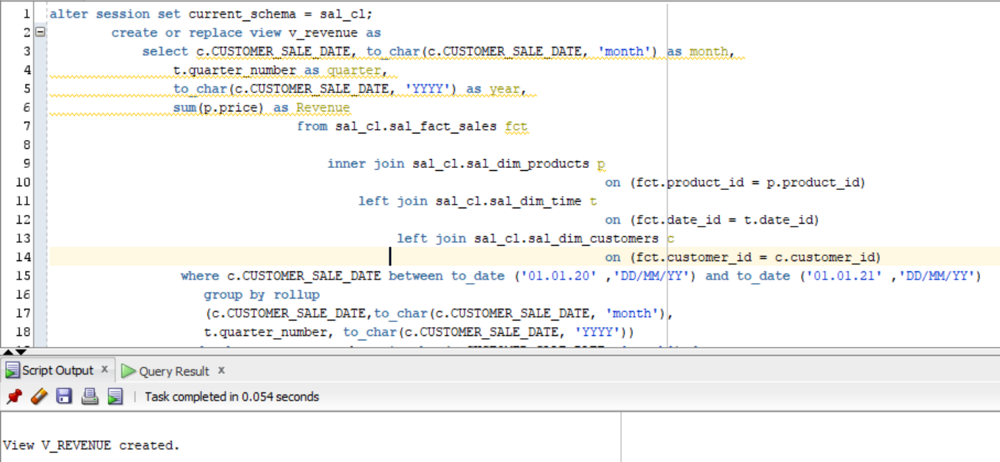 1 alter session set current_schema = sal_cl;
2 create or replace view v_revenue as
3 select c.CUSTOMER_SALE_DATE, to_char(c.CUSTOMER_SALE_DATE, 'month') as month,
4 t.quarter_number as quarter,
5 to_char(c.CUSTOMER_SALE_DATE, 'YYYY') as year,
6 sum(p.price) as Revenue
7 from sal_cl.sal_fact_sales fct
8
9 inner join sal_cl.sal_dim_products p
10 on (fct.product_id = p.product_id)
11 left join sal_cl.sal_dim_time t
12 on (fct.date_id = t.date_id)
13 left join sal_cl.sal_dim_customers c
14 on (fct.customer_id = c.customer_id)
15 where c.CUSTOMER_SALE_DATE between to_date ('01.01.20' ,'DD/MM/YY') and to_date ('01.01.21' ,'DD/MM/YY')
16 group by rollup
17 (c.CUSTOMER_SALE_DATE,to_char(c.CUSTOMER_SALE_DATE, 'month'),
18 t.quarter_number, to_char(c.CUSTOMER_SALE_DATE, 'YYYY'))
Script Output x Query Result x
Task completed in 0.054 seconds
View V_REVENUE created.